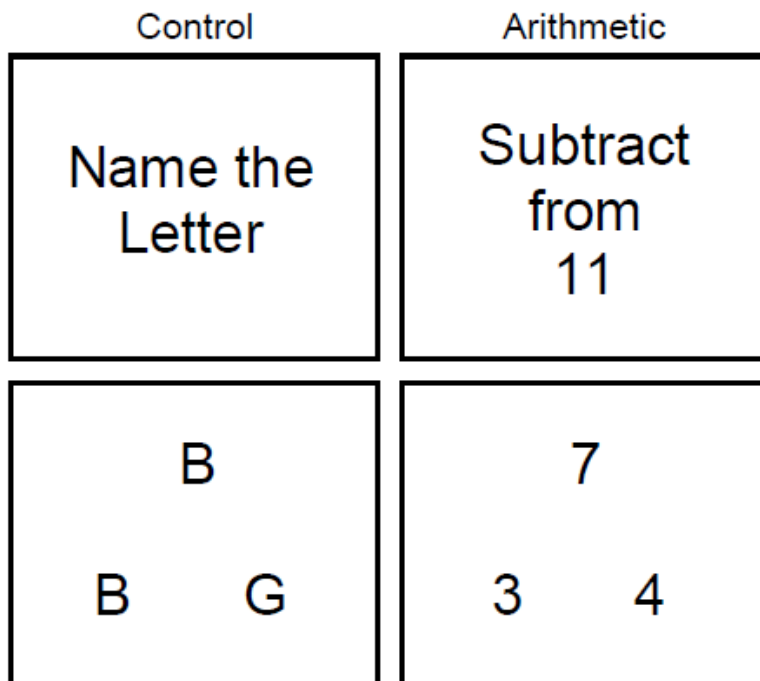 Control
Arithmetic
Name the
Letter
Subtract
from
11
B
B G
7
3 4